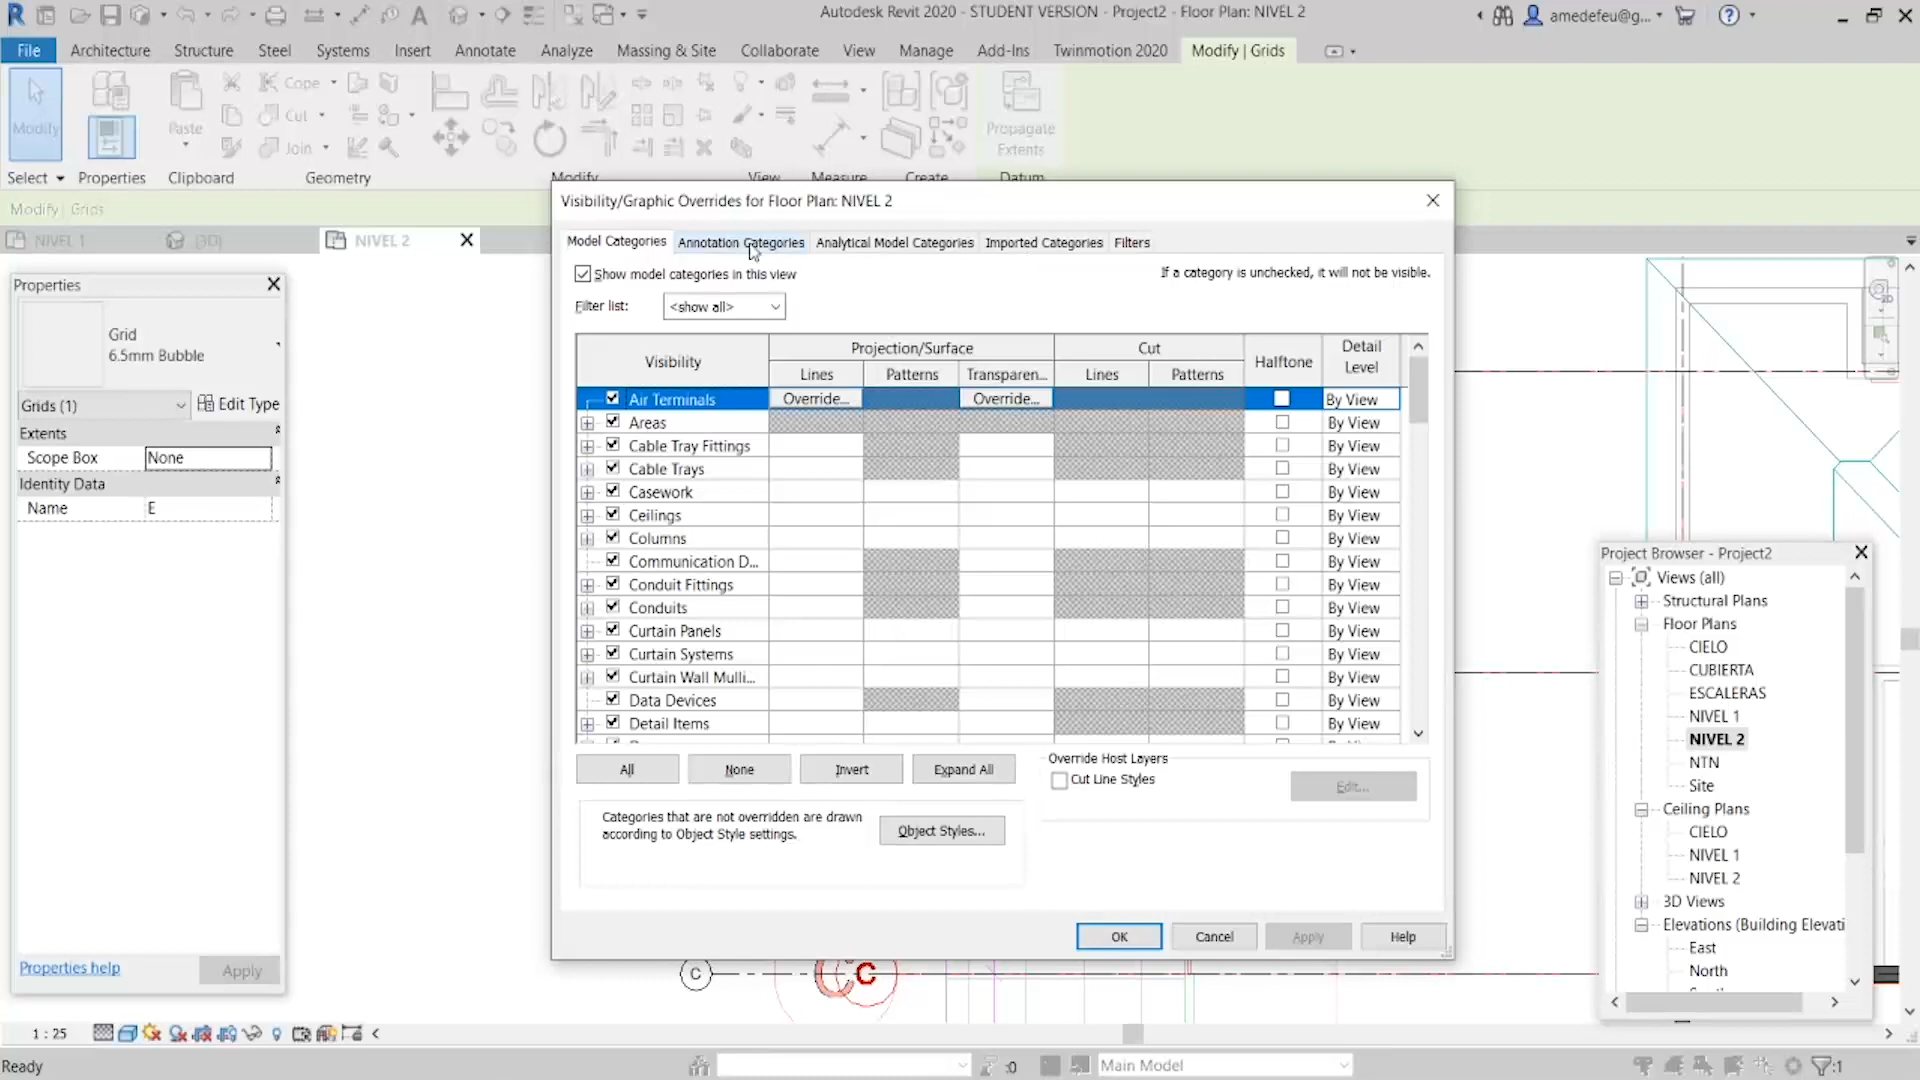 Autodesk Revit 2020 - STUDENT VERSION - Project2 - Floor Plan: NIVEL 2
amedefeu@g...
File Architecture Structure Steel Systems Insert Annotate Analyze Massing & Site Collaborate View Manage Add-Ins Twinmotion 2020 Modify | Grids
Modify
Paste
Cope
Cut
Join
Propagate
Extents
Select Properties Clipboard Geometry Modify View Measure Create Datum
Modify | Grids
NIVEL 1
{3D}
NIVEL 2
Properties
Grid
6.5mm Bubble
Grids (1)
Edit Type
Extents
Scope Box None
Identity Data
Name E
Properties help
Apply
Visibility/Graphic Overrides for Floor Plan: NIVEL 2
Model Categories Annotation Categories Analytical Model Categories Imported Categories Filters
Show model categories in this view
If a category is unchecked, it will not be visible.
Filter list: <show all>
Visibility Projection/Surface Cut Halftone Detail Level
Lines Patterns Transparen... Lines Patterns
Air Terminals Override... Override... By View
Areas By View
Cable Tray Fittings By View
Cable Trays By View
Casework By View
Ceilings By View
Columns By View
Communication D... By View
Conduit Fittings By View
Conduits By View
Curtain Panels By View
Curtain Systems By View
Curtain Wall Mulli... By View
Data Devices By View
Detail Items By View
All None Invert Expand All
Override Host Layers
Cut Line Styles
Edit...
Categories that are not overridden are drawn
according to Object Style settings.
Object Styles...
OK Cancel Apply Help
C
C
Project Browser - Project2
Views (all)
Structural Plans
Floor Plans
CIELO
CUBIERTA
ESCALERAS
NIVEL 1
NIVEL 2
NTN
Site
Ceiling Plans
CIELO
NIVEL 1
NIVEL 2
3D Views
Elevations (Building Elevati
East
North
1 : 25
Ready
:0
Main Model
:1